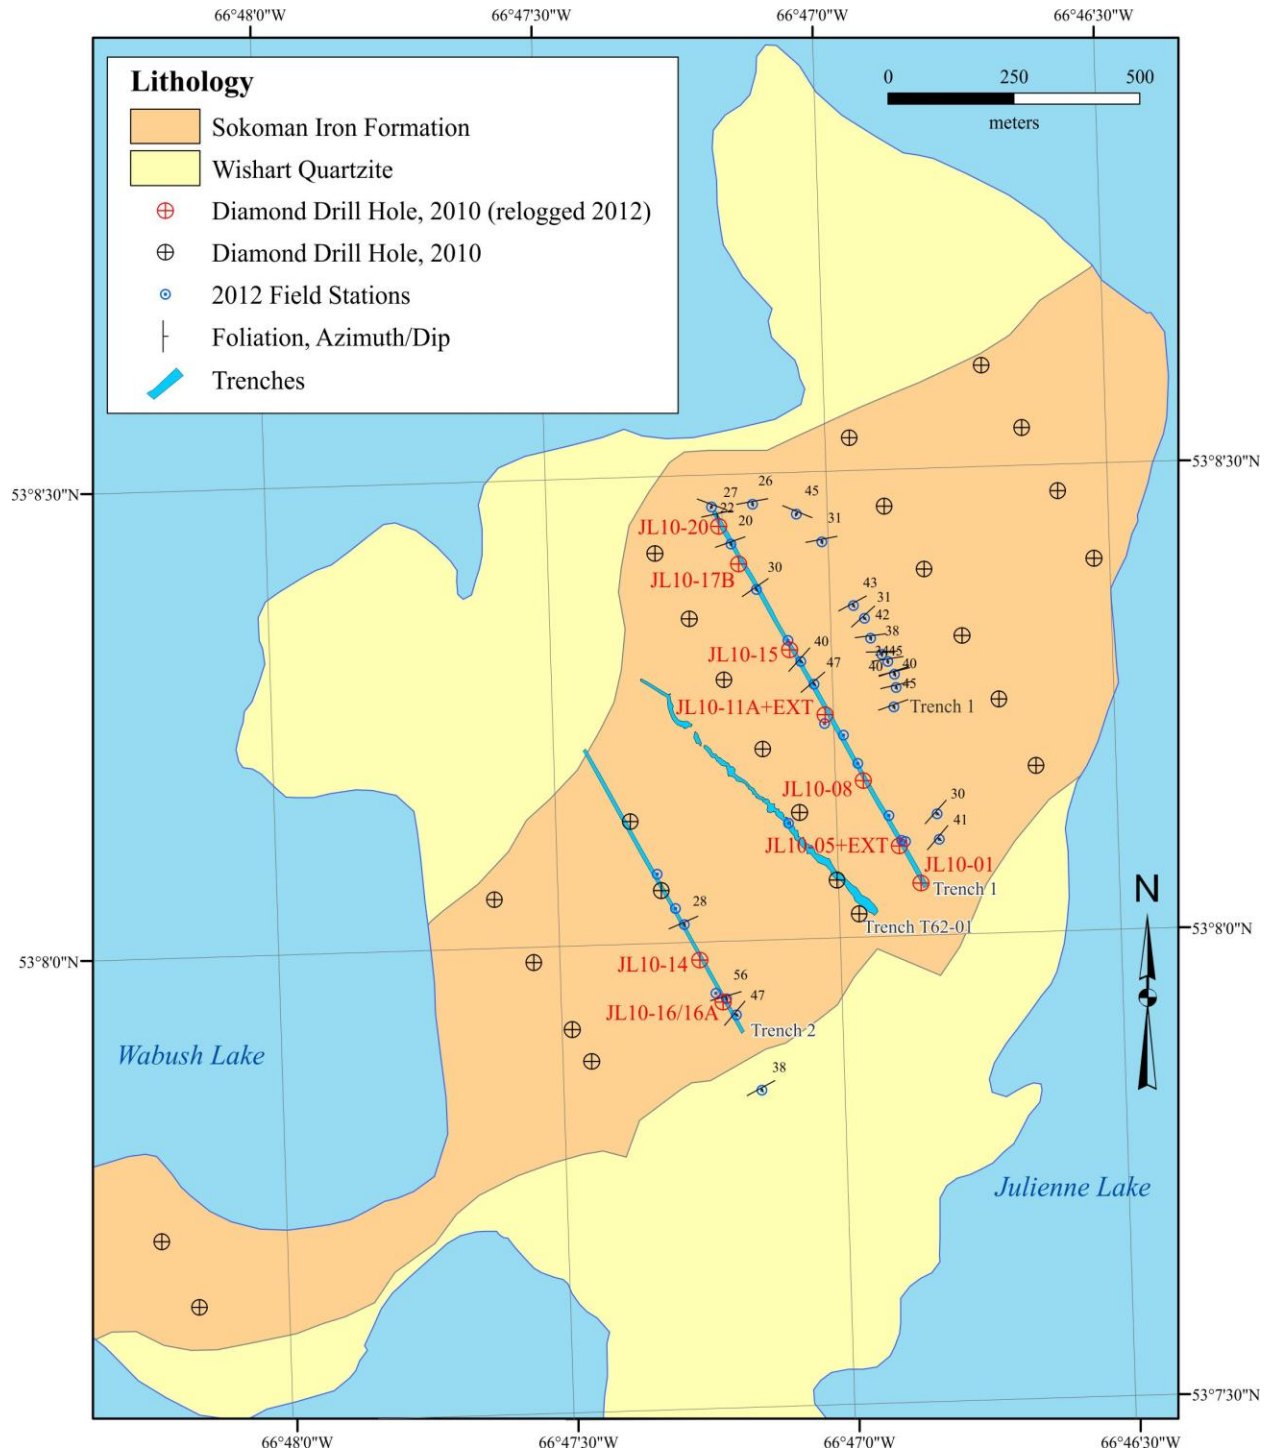 66°48'0"W
66°47'30"W
66°47'0"W
66°46'30"W
Lithology
Sokoman Iron Formation
Wishart Quartzite
Diamond Drill Hole, 2010 (relogged 2012)
Diamond Drill Hole, 2010
2012 Field Stations
Foliation, Azimuth/Dip
Trenches
0
250
500
meters
53°8'30"N
53°8'30"N
27
26
45
22
20
31
JL10-20
JL10-17B
30
43
31
42
38
JL10-15
40
45
40
40
47
45
JL10-11A+EXT
Trench 1
JL10-08
30
41
JL10-05+EXT
JL10-01
Trench 1
N
28
Trench T62-01
53°8'0"N
53°8'0"N
JL10-14
56
47
JL10-16/16A
Trench 2
Wabush Lake
38
Julienne Lake
53°7'30"N
66°48'0"W
66°47'30"W
66°47'0"W
66°46'30"W